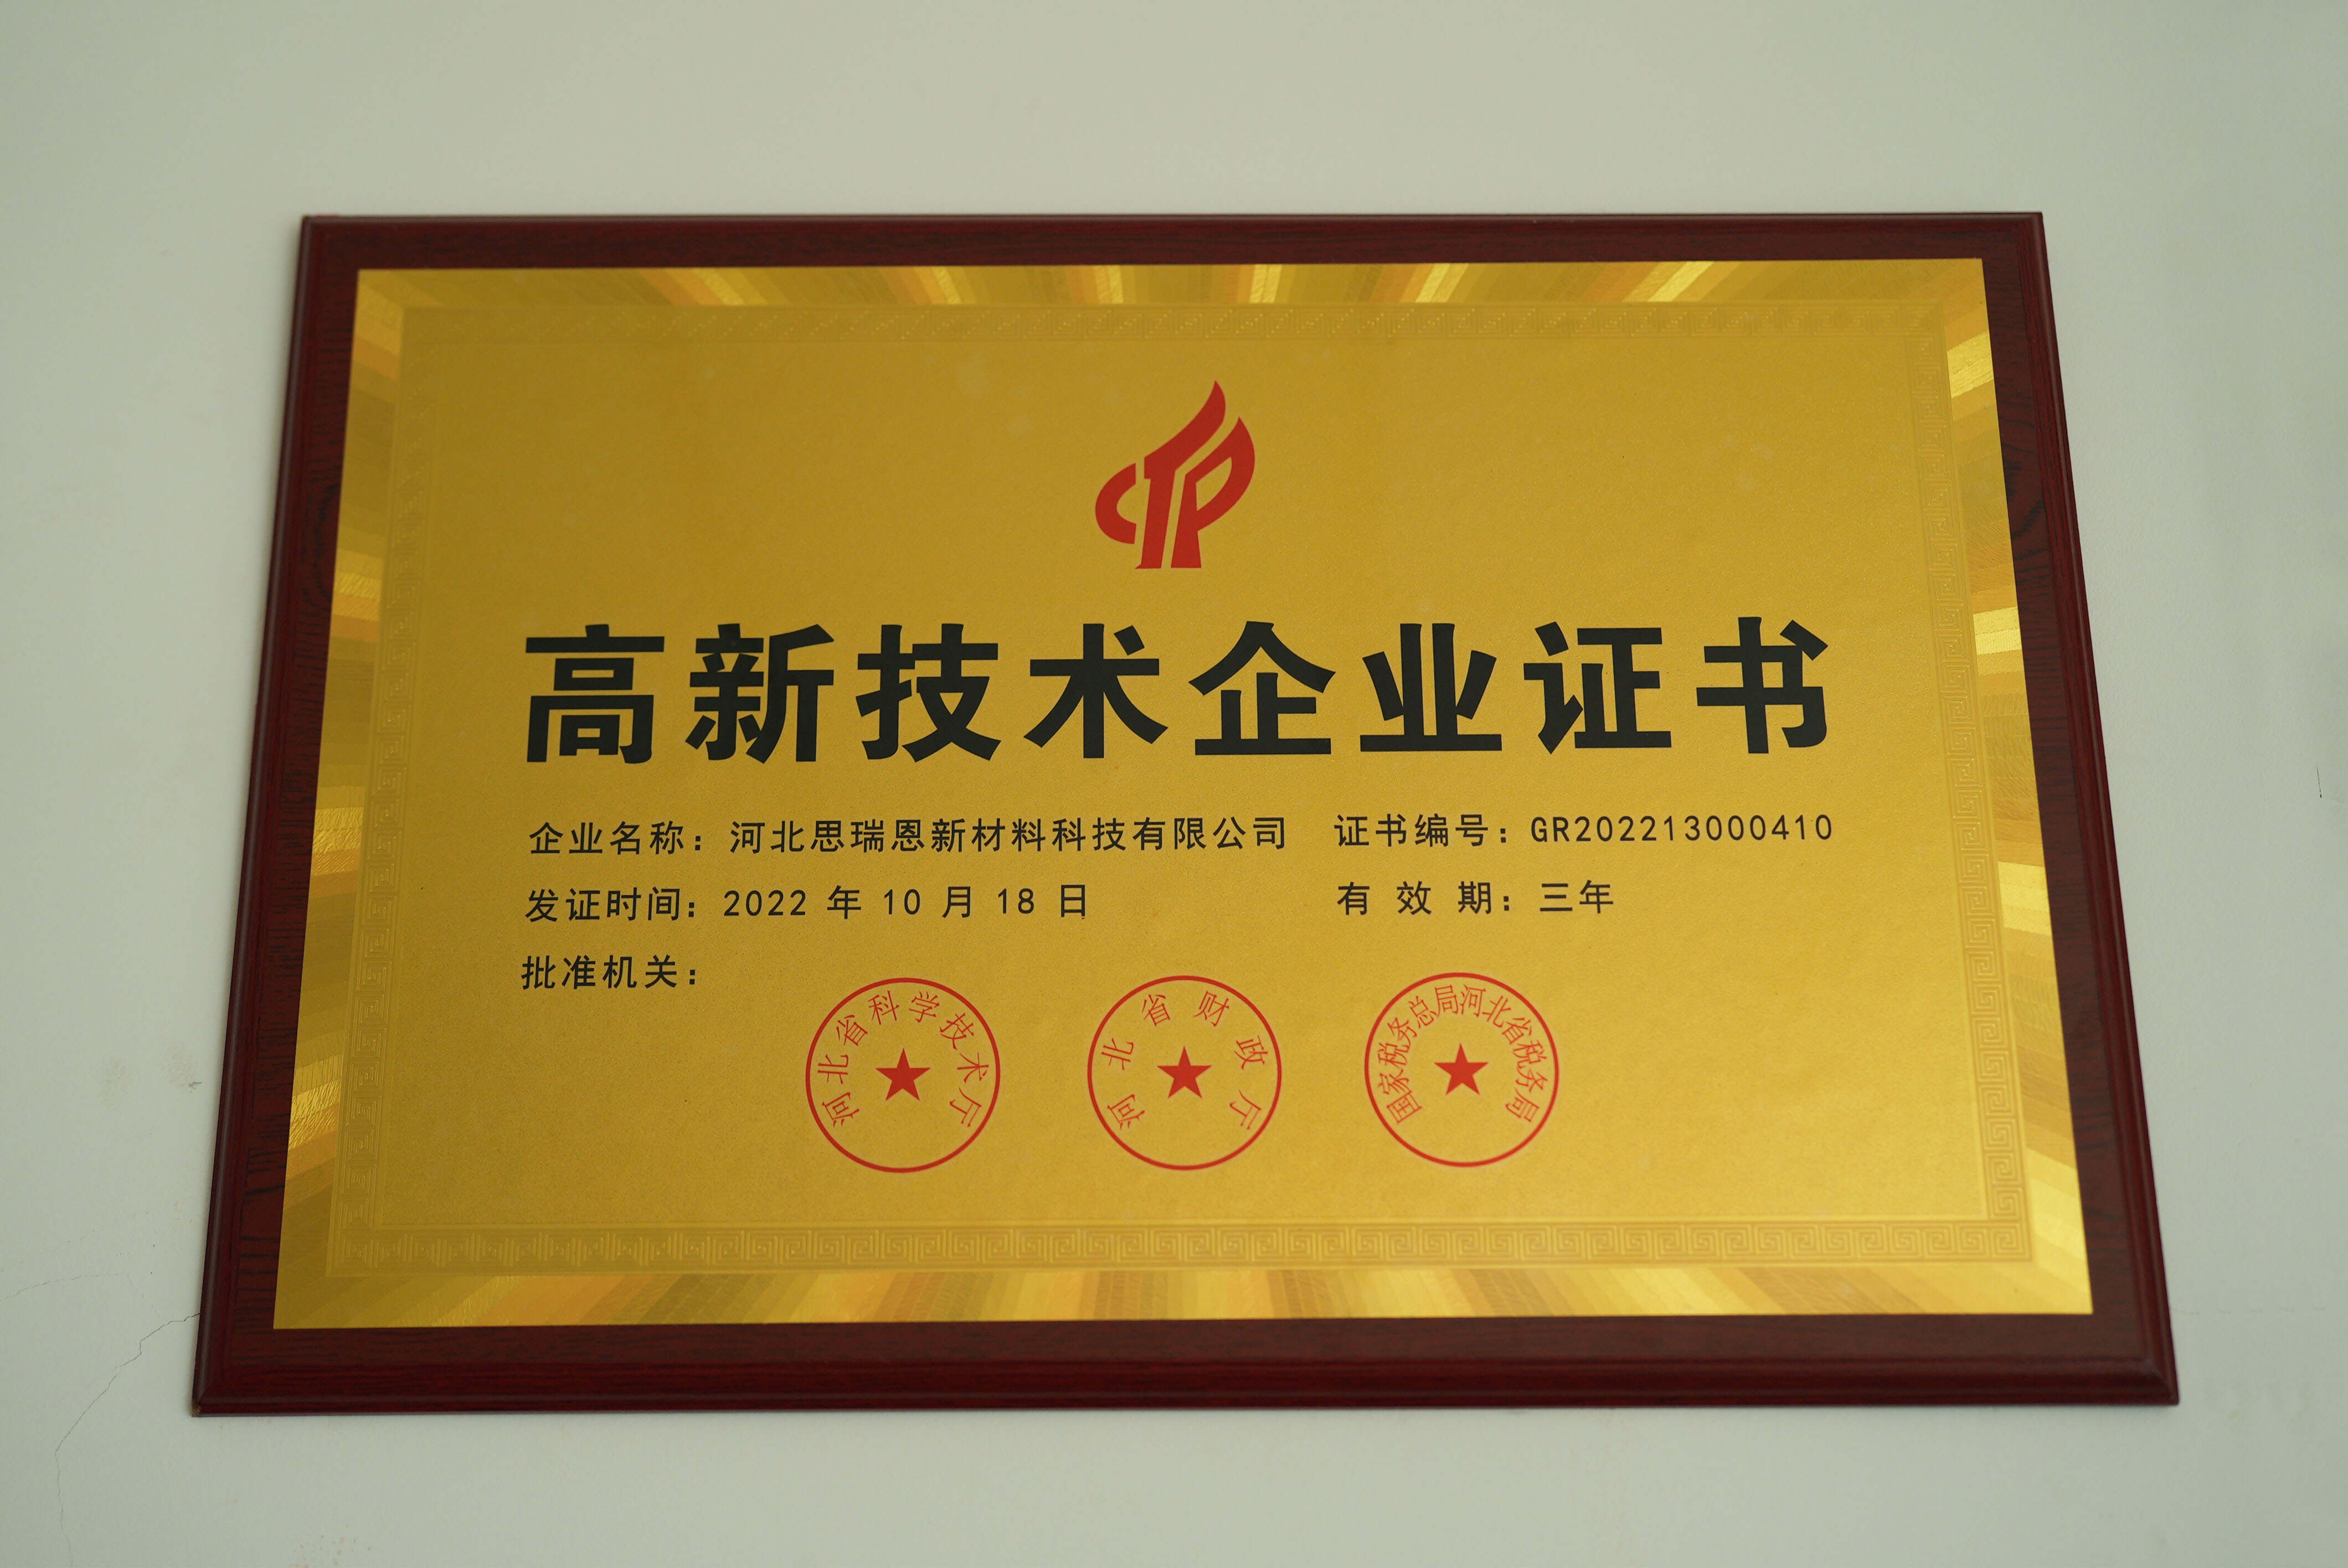 高新技术企业证书
企业名称：河北思瑞恩新材料科技有限公司 证书编号：GR202213000410
发证时间：2022 年 10 月 18 日 有 效 期：三年
批准机关：
河北省科学技术厅
河北省财政厅
国家税务总局河北省税务局